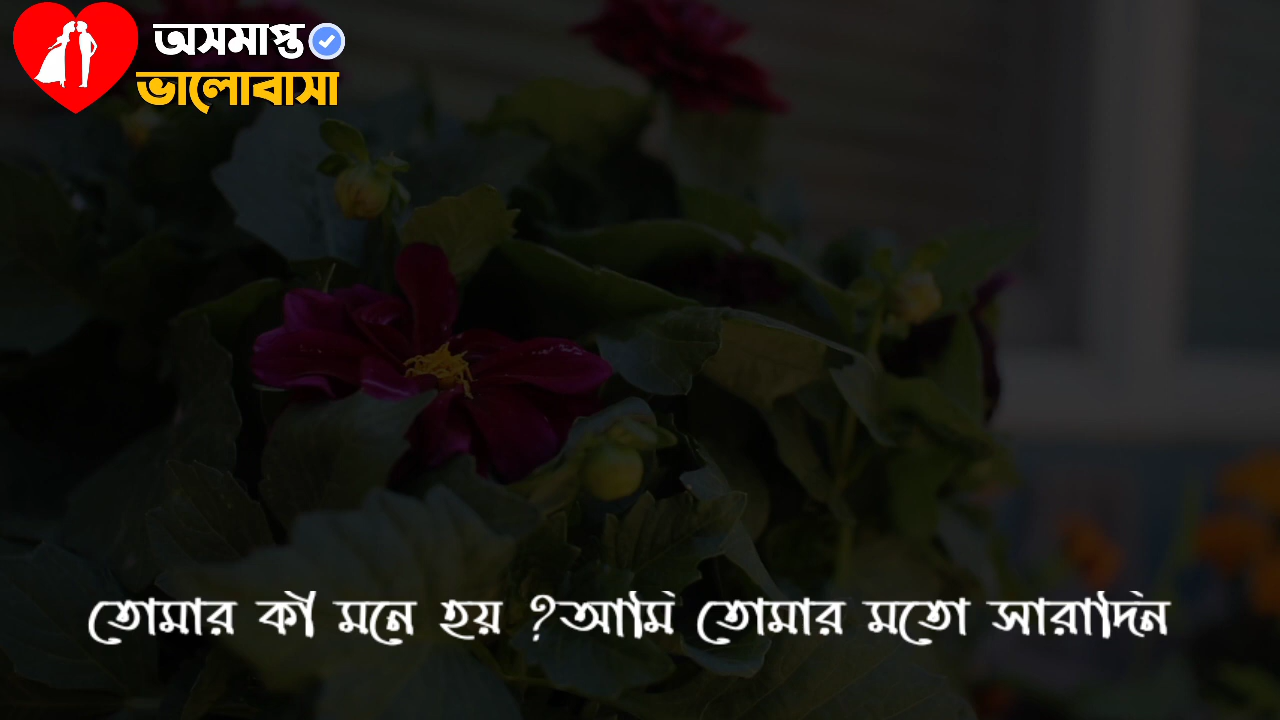 অসমাপ্ত
ভালোবাসা
তোমার কী মনে হয় ?আমি তোমার মতো সারাদিন